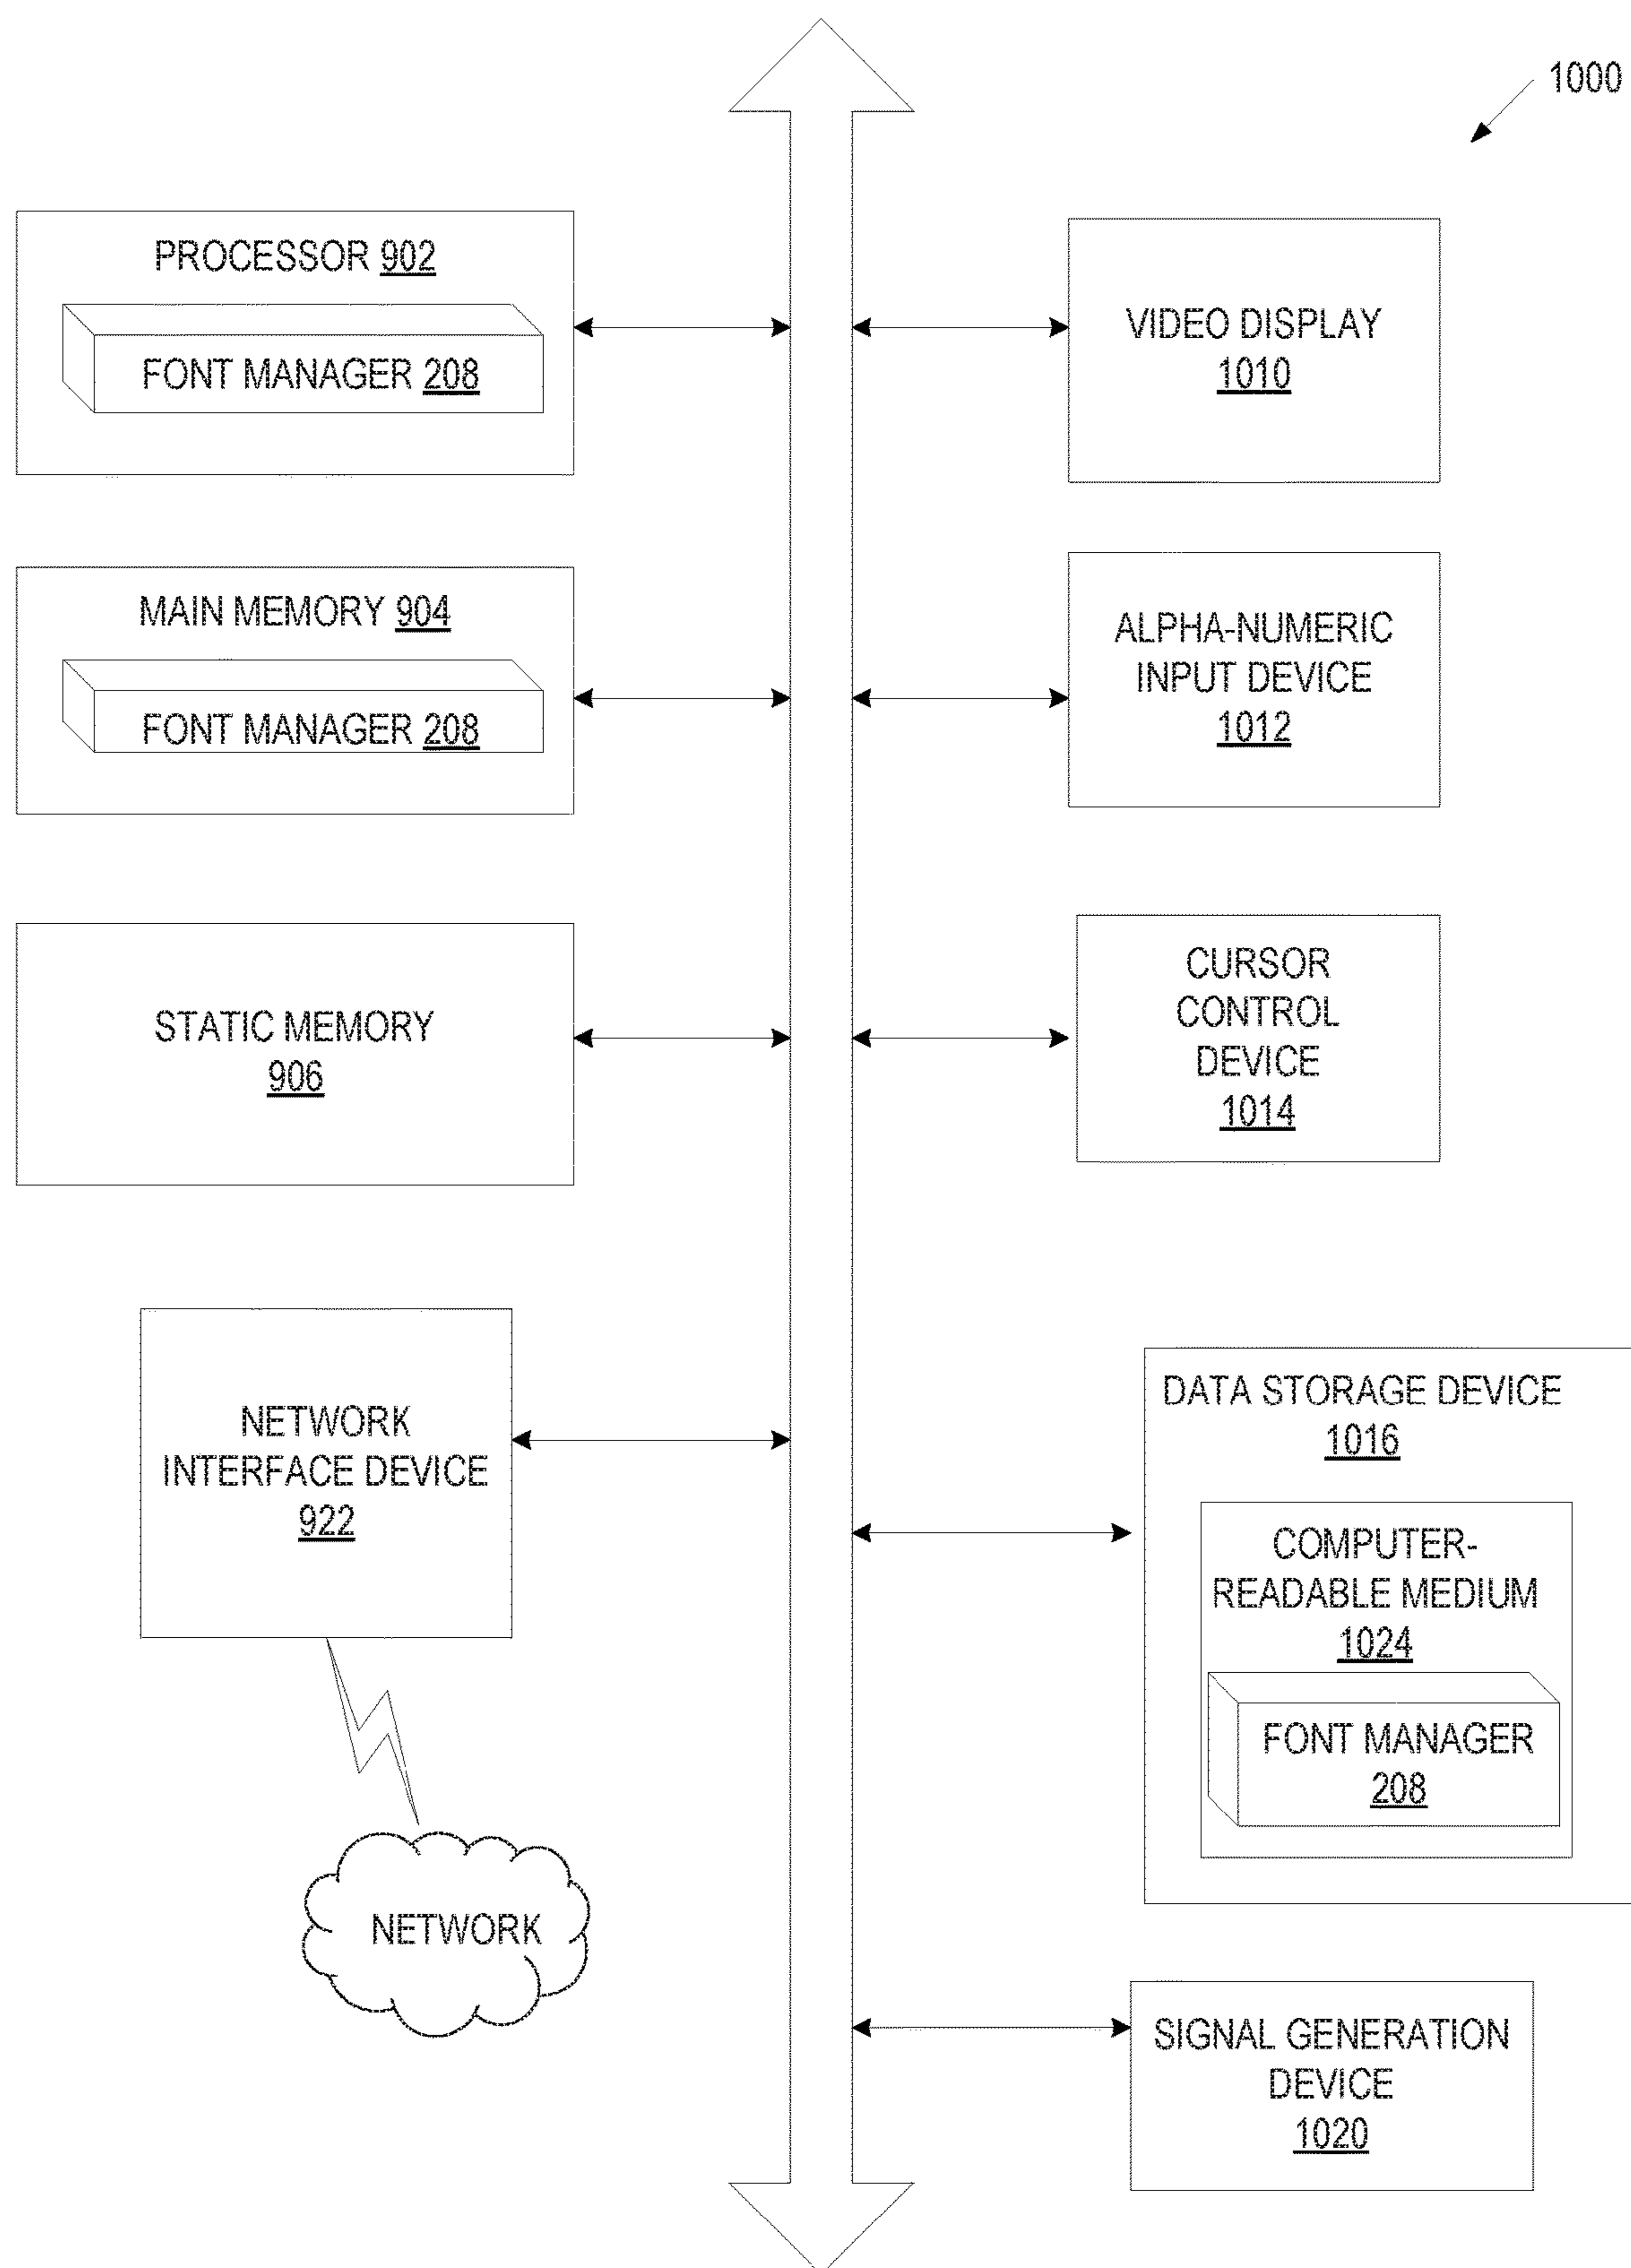 1000
PROCESSOR 902
FONT MANAGER 208
MAIN MEMORY 904
FONT MANAGER 208
STATIC MEMORY
906
NETWORK
INTERFACE DEVICE
922
NETWORK
VIDEO DISPLAY
1010
ALPHA-NUMERIC
INPUT DEVICE
1012
CURSOR
CONTROL
DEVICE
1014
DATA STORAGE DEVICE
1016
COMPUTER-
READABLE MEDIUM
1024
FONT MANAGER
208
SIGNAL GENERATION
DEVICE
1020